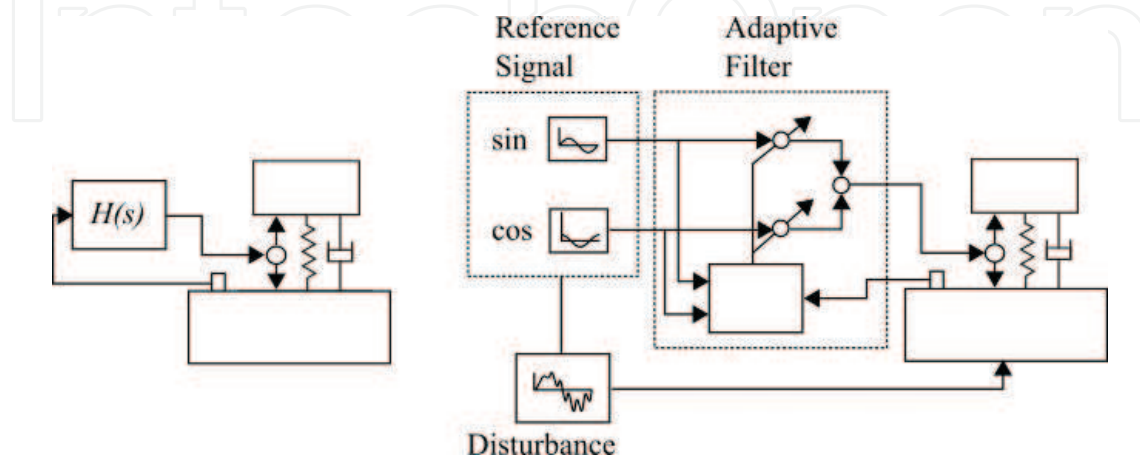 Reference
Signal
Adaptive
Filter
sin
cos
H(s)
Disturbance